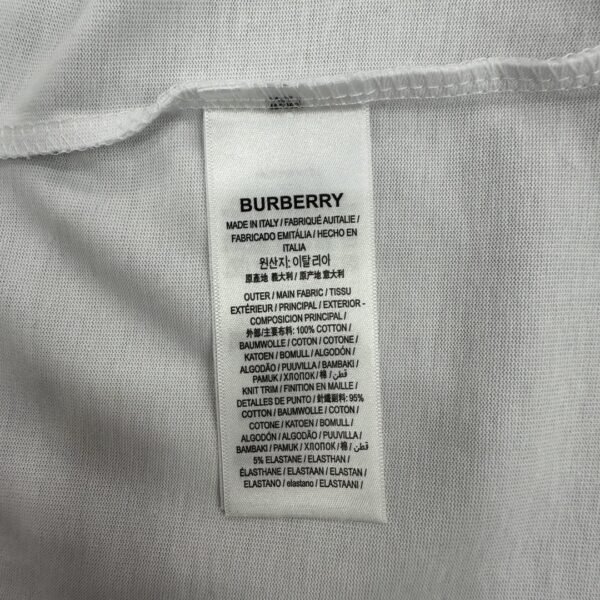 BURBERRY
MADE IN ITALY / FABRIQUÉ AUITALIE /
FABRICADO EMITÁLIA / HECHO EN
ITALIA
원산지: 이탈리아
原產地 義大利 / 原产地 意大利
OUTER / MAIN FABRIC / TISSU
EXTÉRIEUR / PRINCIPAL / EXTERIOR -
COMPOSICION PRINCIPAL /
外部/主要布料: 100% COTTON /
BAUMWOLLE / COTON / COTONE /
KATOEN / BOMULL / ALGODÓN /
ALGODÃO / PUUVILLA / BAMBAKI /
PAMUK / ХЛОПОК / 棉 / قطن /
KNIT TRIM / FINITION EN MAILLE /
DETALLES DE PUNTO / 針織副料: 95%
COTTON / BAUMWOLLE / COTON /
COTONE / KATOEN / BOMULL /
ALGODÓN / ALGODÃO / PUUVILLA /
BAMBAKI / PAMUK / ХЛОПОК / 棉 / قطن /
5% ELASTANE / ELASTHAN /
ÉLASTHANE / ELASTAAN / ELASTAN /
ELASTANO / elastano / ELASTAANI /